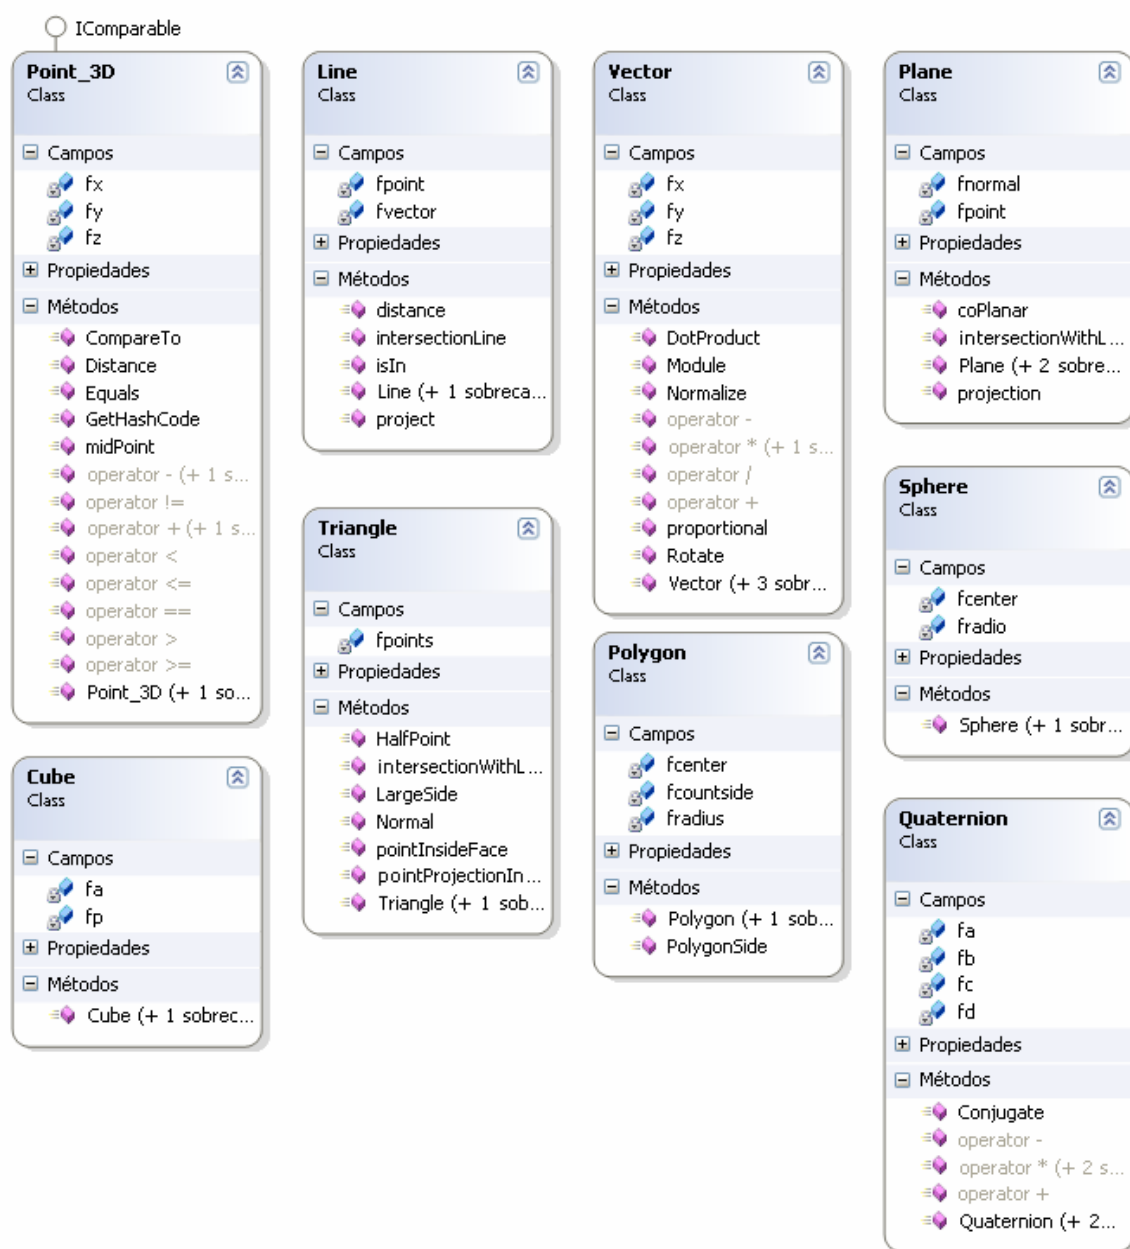 IComparable
Point_3D
Class
Campos
fx
fy
fz
Propiedades
Métodos
CompareTo
Distance
Equals
GetHashCode
midPoint
operator - (+ 1 s...
operator !=
operator + (+ 1 s...
operator <
operator <=
operator ==
operator >
operator >=
Point_3D (+ 1 so...
Cube
Class
Campos
fa
fp
Propiedades
Métodos
Cube (+ 1 sobrec...
Line
Class
Campos
fpoint
fvector
Propiedades
Métodos
distance
intersectionLine
isIn
Line (+ 1 sobreca...
project
Triangle
Class
Campos
fpoints
Propiedades
Métodos
HalfPoint
intersectionWithL...
LargeSide
Normal
pointInsideFace
pointProjectionIn...
Triangle (+ 1 sob...
Vector
Class
Campos
fx
fy
fz
Propiedades
Métodos
DotProduct
Module
Normalize
operator -
operator * (+ 1 s...
operator /
operator +
proportional
Rotate
Vector (+ 3 sobr...
Polygon
Class
Campos
fcenter
fcountside
fradius
Propiedades
Métodos
Polygon (+ 1 sob...
PolygonSide
Plane
Class
Campos
fnormal
fpoint
Propiedades
Métodos
coPlanar
intersectionWithL...
Plane (+ 2 sobre...
projection
Sphere
Class
Campos
fcenter
fradio
Propiedades
Métodos
Sphere (+ 1 sobr...
Quaternion
Class
Campos
fa
fb
fc
fd
Propiedades
Métodos
Conjugate
operator -
operator * (+ 2 s...
operator +
Quaternion (+ 2...